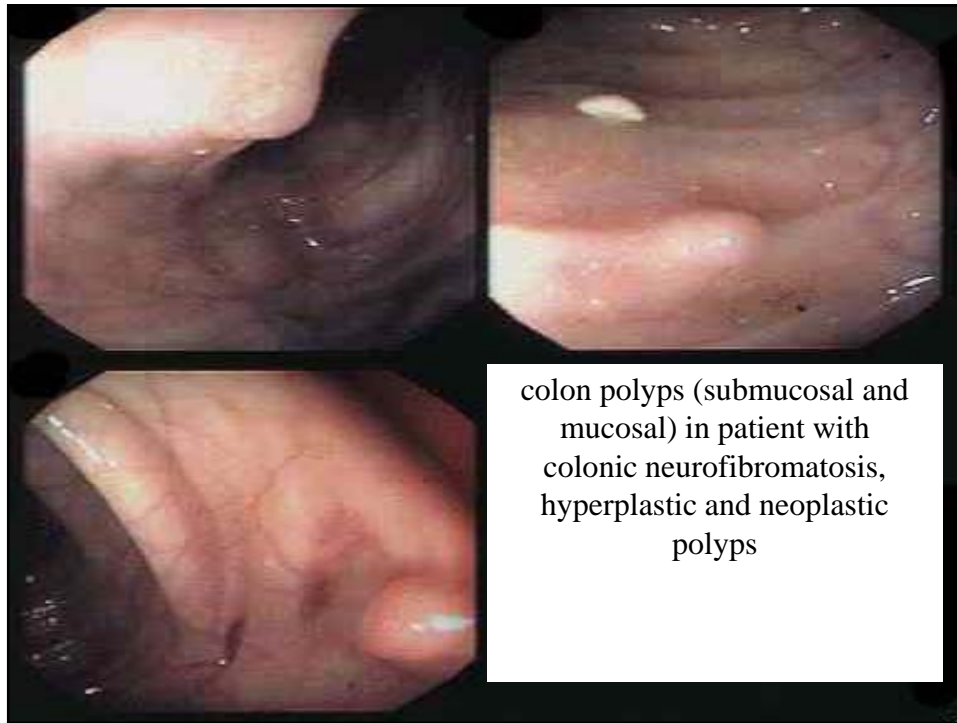 colon polyps (submucosal and
mucosal) in patient with
colonic neurofibromatosis,
hyperplastic and neoplastic
polyps